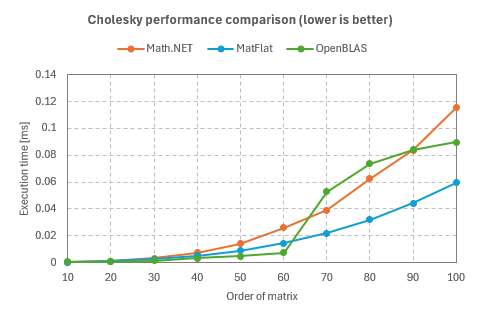 Cholesky performance comparison (lower is better)
Math.NET MatFlat OpenBLAS
0.14
0.12
0.1
0.08
0.06
0.04
0.02
0
Execution time [ms]
10 20 30 40 50 60 70 80 90 100
Order of matrix